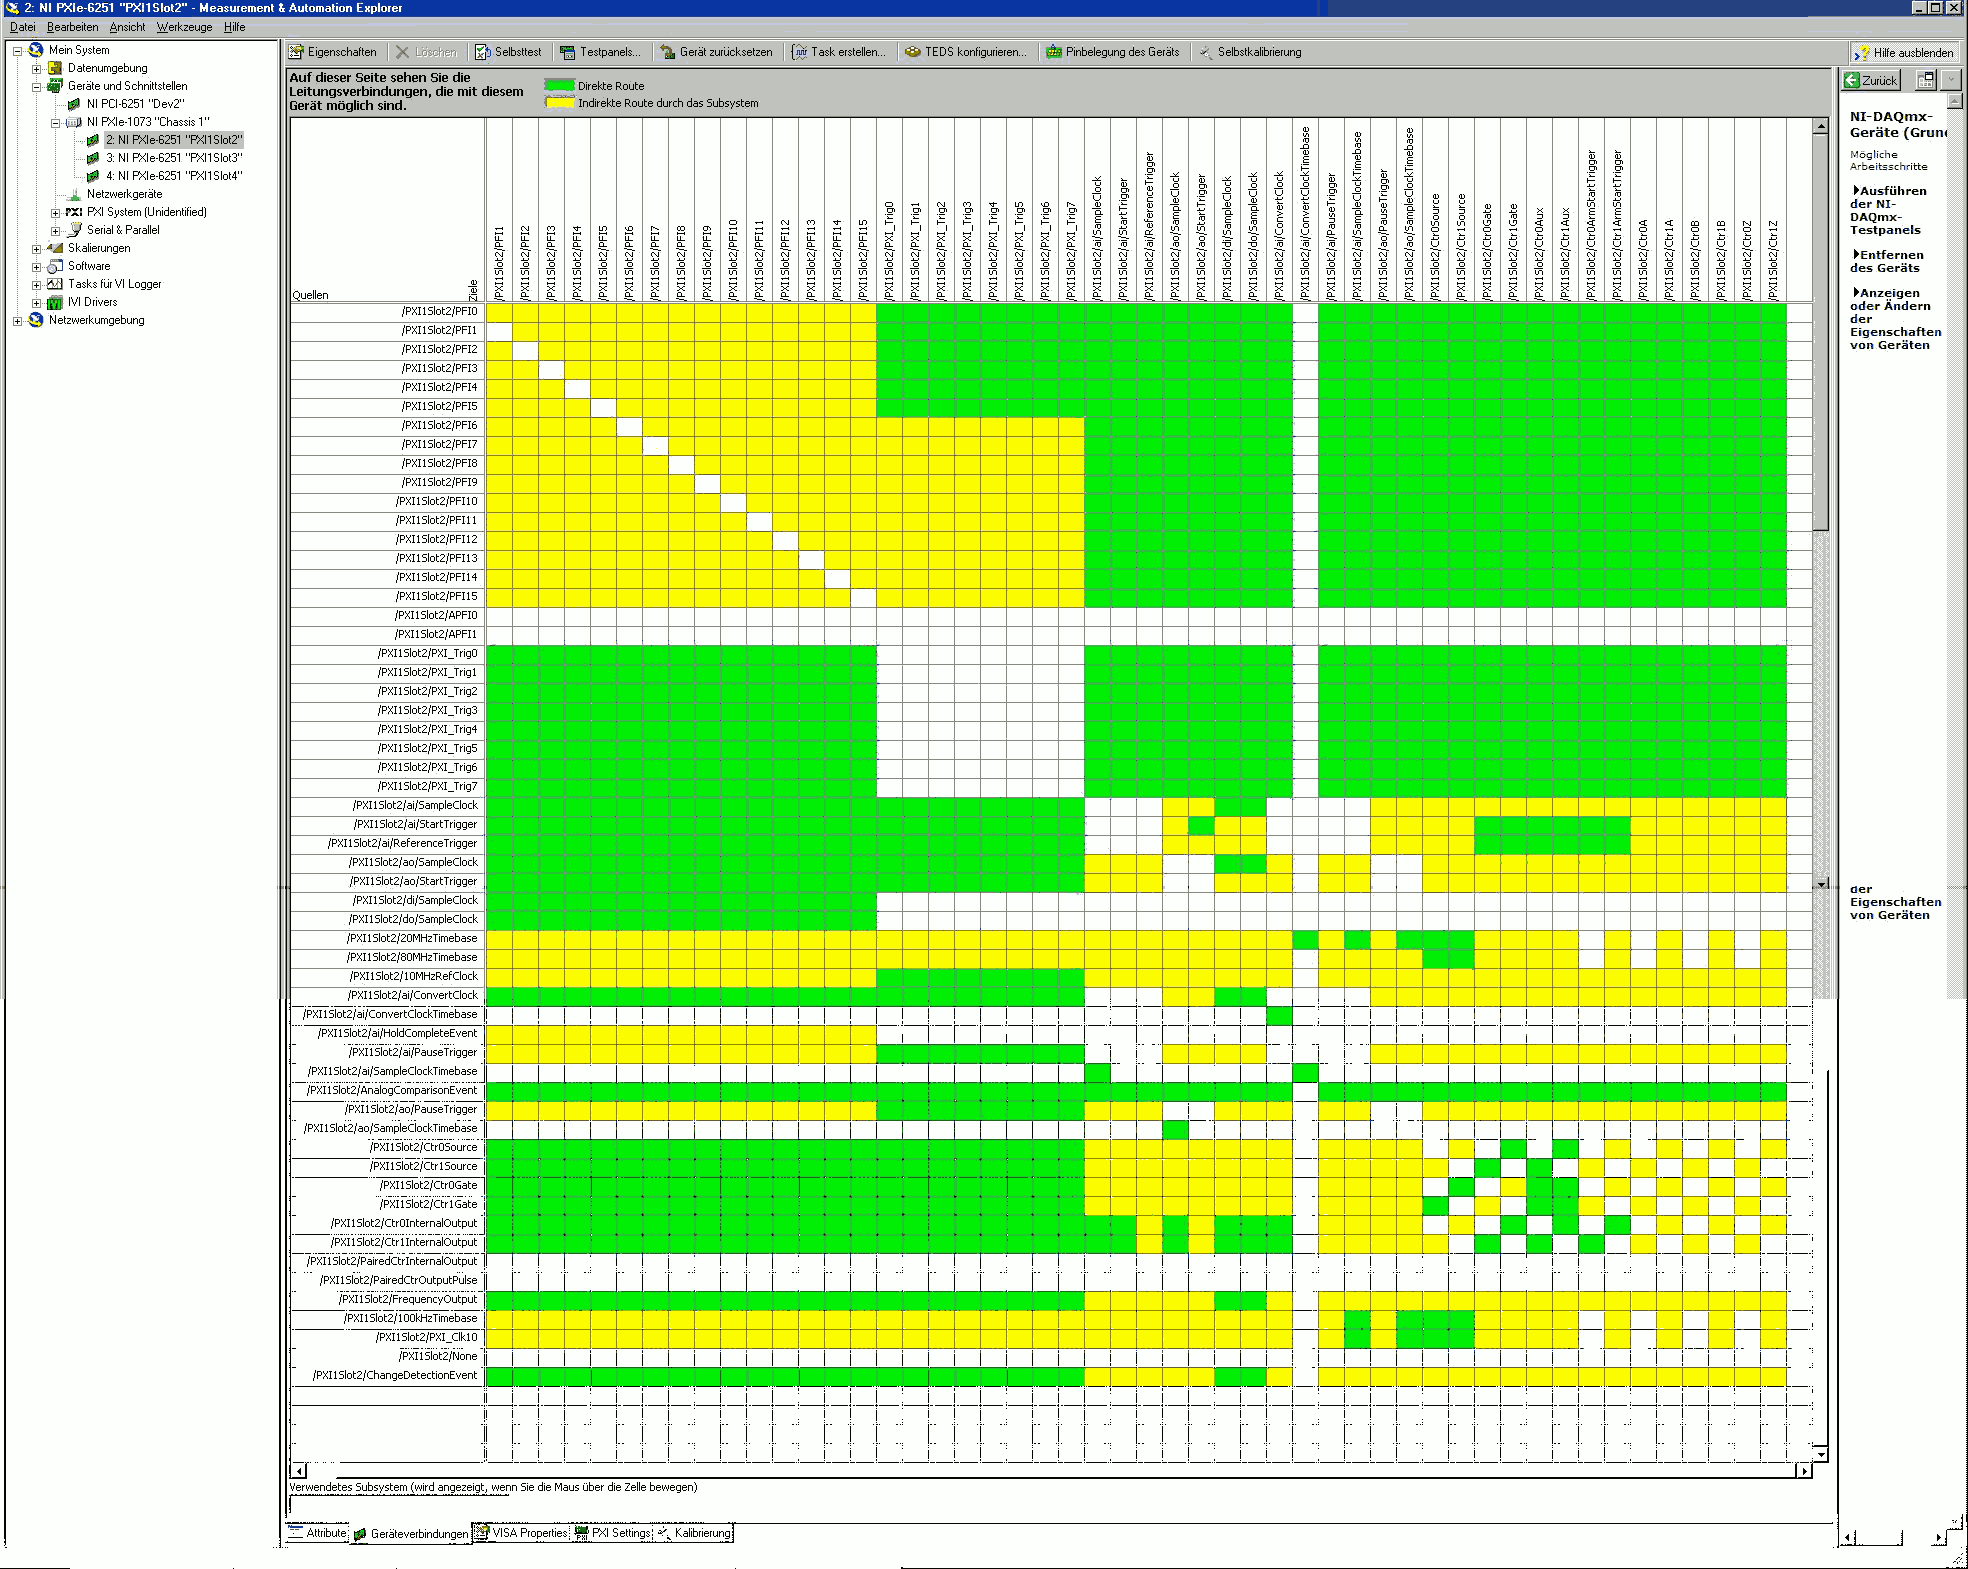 2: NI PXIe-6251 "PXI1Slot2" - Measurement & Automation Explorer
Datei Bearbeiten Ansicht Werkzeuge Hilfe
Mein System
Datenumgebung
Geräte und Schnittstellen
NI PCI-6251 "Dev2"
NI PXIe-1073 "Chassis 1"
2: NI PXIe-6251 "PXI1Slot2"
3: NI PXIe-6251 "PXI1Slot3"
4: NI PXIe-6251 "PXI1Slot4"
Netzwerkgeräte
PXI PXI System (Unidentified)
Serial & Parallel
Skalierungen
Software
Tasks für VI Logger
IVI Drivers
Netzwerkumgebung
Eigenschaften Löschen Selbsttest Testpanels... Gerät zurücksetzen Task erstellen... TEDS konfigurieren... Pinbelegung des Geräts Selbstkalibrierung Hilfe ausblenden
Auf dieser Seite sehen Sie die
Leitungsverbindungen, die mit diesem
Gerät möglich sind.
Direkte Route
Indirekte Route durch das Subsystem
Quellen
Ziele
/PXI1Slot2/PFI1
/PXI1Slot2/PFI2
/PXI1Slot2/PFI3
/PXI1Slot2/PFI4
/PXI1Slot2/PFI5
/PXI1Slot2/PFI6
/PXI1Slot2/PFI7
/PXI1Slot2/PFI8
/PXI1Slot2/PFI9
/PXI1Slot2/PFI10
/PXI1Slot2/PFI11
/PXI1Slot2/PFI12
/PXI1Slot2/PFI13
/PXI1Slot2/PFI14
/PXI1Slot2/PFI15
/PXI1Slot2/PXI_Trig0
/PXI1Slot2/PXI_Trig1
/PXI1Slot2/PXI_Trig2
/PXI1Slot2/PXI_Trig3
/PXI1Slot2/PXI_Trig4
/PXI1Slot2/PXI_Trig5
/PXI1Slot2/PXI_Trig6
/PXI1Slot2/PXI_Trig7
/PXI1Slot2/ai/SampleClock
/PXI1Slot2/ai/StartTrigger
/PXI1Slot2/ai/ReferenceTrigger
/PXI1Slot2/ao/SampleClock
/PXI1Slot2/ao/StartTrigger
/PXI1Slot2/di/SampleClock
/PXI1Slot2/do/SampleClock
/PXI1Slot2/ai/ConvertClock
/PXI1Slot2/ai/ConvertClockTimebase
/PXI1Slot2/ai/PauseTrigger
/PXI1Slot2/ai/SampleClockTimebase
/PXI1Slot2/ao/PauseTrigger
/PXI1Slot2/ao/SampleClockTimebase
/PXI1Slot2/Ctr0Source
/PXI1Slot2/Ctr1Source
/PXI1Slot2/Ctr0Gate
/PXI1Slot2/Ctr1Gate
/PXI1Slot2/Ctr0Aux
/PXI1Slot2/Ctr1Aux
/PXI1Slot2/Ctr0ArmStartTrigger
/PXI1Slot2/Ctr1ArmStartTrigger
/PXI1Slot2/Ctr0A
/PXI1Slot2/Ctr1A
/PXI1Slot2/Ctr0B
/PXI1Slot2/Ctr1B
/PXI1Slot2/Ctr0Z
/PXI1Slot2/Ctr1Z
/PXI1Slot2/PFI0
/PXI1Slot2/PFI1
/PXI1Slot2/PFI2
/PXI1Slot2/PFI3
/PXI1Slot2/PFI4
/PXI1Slot2/PFI5
/PXI1Slot2/PFI6
/PXI1Slot2/PFI7
/PXI1Slot2/PFI8
/PXI1Slot2/PFI9
/PXI1Slot2/PFI10
/PXI1Slot2/PFI11
/PXI1Slot2/PFI12
/PXI1Slot2/PFI13
/PXI1Slot2/PFI14
/PXI1Slot2/PFI15
/PXI1Slot2/APFI0
/PXI1Slot2/APFI1
/PXI1Slot2/PXI_Trig0
/PXI1Slot2/PXI_Trig1
/PXI1Slot2/PXI_Trig2
/PXI1Slot2/PXI_Trig3
/PXI1Slot2/PXI_Trig4
/PXI1Slot2/PXI_Trig5
/PXI1Slot2/PXI_Trig6
/PXI1Slot2/PXI_Trig7
/PXI1Slot2/ai/SampleClock
/PXI1Slot2/ai/StartTrigger
/PXI1Slot2/ai/ReferenceTrigger
/PXI1Slot2/ao/SampleClock
/PXI1Slot2/ao/StartTrigger
/PXI1Slot2/di/SampleClock
/PXI1Slot2/do/SampleClock
/PXI1Slot2/20MHzTimebase
/PXI1Slot2/80MHzTimebase
/PXI1Slot2/10MHzRefClock
/PXI1Slot2/ai/ConvertClock
/PXI1Slot2/ai/ConvertClockTimebase
/PXI1Slot2/ai/HoldCompleteEvent
/PXI1Slot2/ai/PauseTrigger
/PXI1Slot2/ai/SampleClockTimebase
/PXI1Slot2/AnalogComparisonEvent
/PXI1Slot2/ao/PauseTrigger
/PXI1Slot2/ao/SampleClockTimebase
/PXI1Slot2/Ctr0Source
/PXI1Slot2/Ctr1Source
/PXI1Slot2/Ctr0Gate
/PXI1Slot2/Ctr1Gate
/PXI1Slot2/Ctr0InternalOutput
/PXI1Slot2/Ctr1InternalOutput
/PXI1Slot2/PairedCtrInternalOutput
/PXI1Slot2/PairedCtrOutputPulse
/PXI1Slot2/FrequencyOutput
/PXI1Slot2/100kHzTimebase
/PXI1Slot2/PXI_Clk10
/PXI1Slot2/None
/PXI1Slot2/ChangeDetectionEvent
Verwendetes Subsystem (wird angezeigt, wenn Sie die Maus über die Zelle bewegen)
Attribute Geräteverbindungen VISA Properties PXI Settings Kalibrierung
Zurück
NI-DAQmx-
Geräte (Grun
Mögliche
Arbeitsschritte
Ausführen
der NI-
DAQmx-
Testpanels
Entfernen
des Geräts
Anzeigen
oder Ändern
der
Eigenschaften
von Geräten
der
Eigenschaften
von Geräten